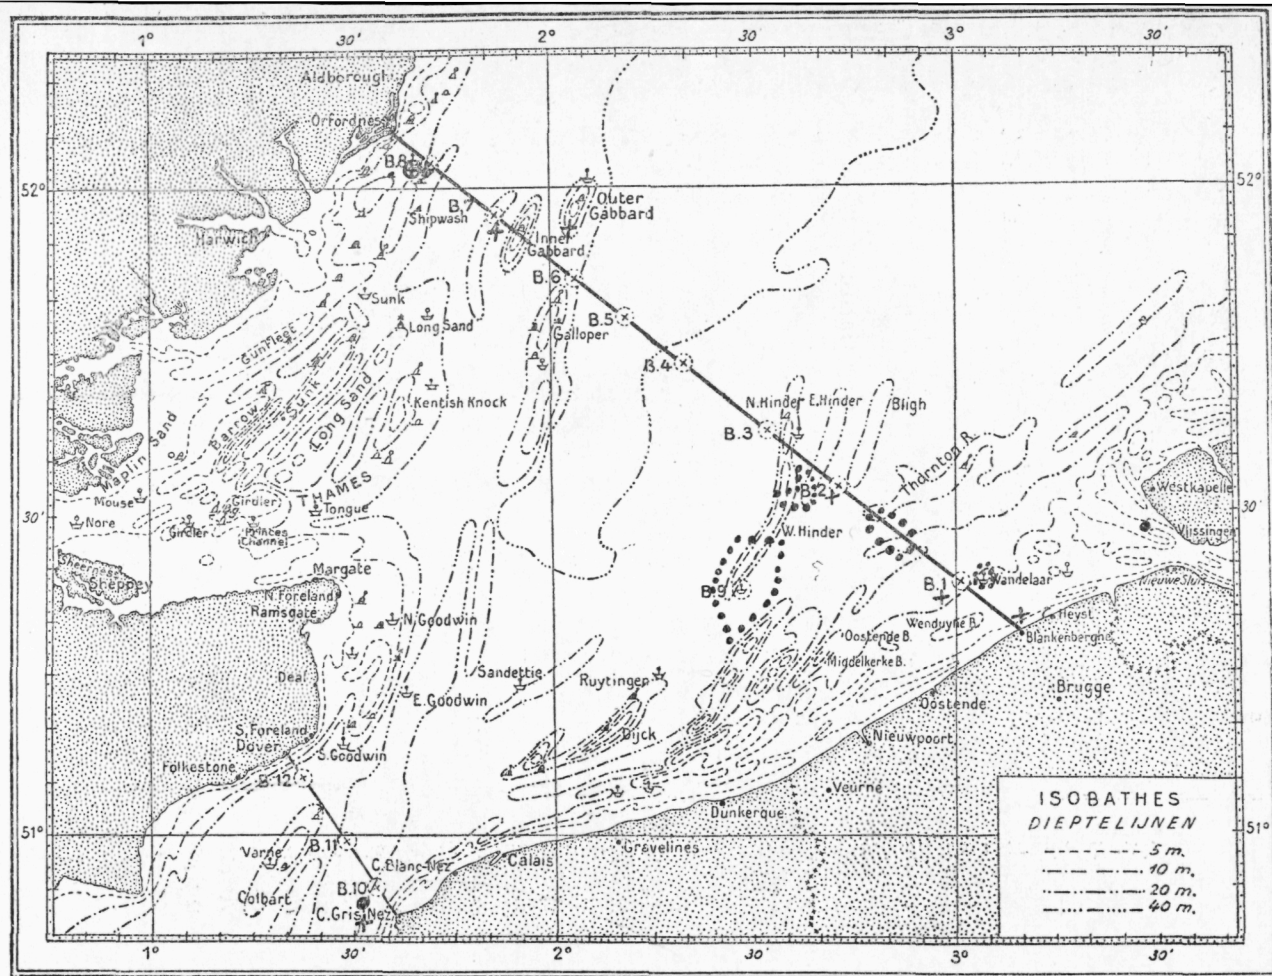 1°
30'
2°
30'
3°
30'
Aldborough
Orfordness
B.8
52°
52°
Shipwash
B.7
Outer
Gabbard
Harwich
Inner
Gabbard
B.6
Sunk
Long Sand
B.5
Galloper
Gunfleet
B.4
Sunk
Barrow
Long Sand
Kentish Knock
N.Hinder
E.Hinder
Bligh
B.3
Maplin Sand
Thornton R.
THAMES
B.2
Mouse
Girdler
Tongue
Westkapelle
30'
30'
Nore
Girdler
Princes
Channel
W.Hinder
Vlissingen
Sheerness
Sheppey
Margate
N.Foreland
Ramsgate
B.9
B.1
Wandelaar
Nieuwe Sluis
N.Goodwin
Wenduyne B.
Heyst
Blankenberghe
Oostende B.
Middelkerke B.
Deal
Sandettie
Ruytingen
Brugge
E.Goodwin
Oostende
S.Foreland
Dover
Dijck
Nieuwpoort
S.Goodwin
Folkestone
B.12
Veurne
Dunkerque
51°
51°
Varne
B.11
C.Blanc-Nez
Calais
Gravelines
Colbart
B.10
C.Gris Nez
ISOBATHES
DIEPTELIJNEN
5 m.
10 m.
20 m.
40 m.
1°
30'
2°
30'
3°
30'